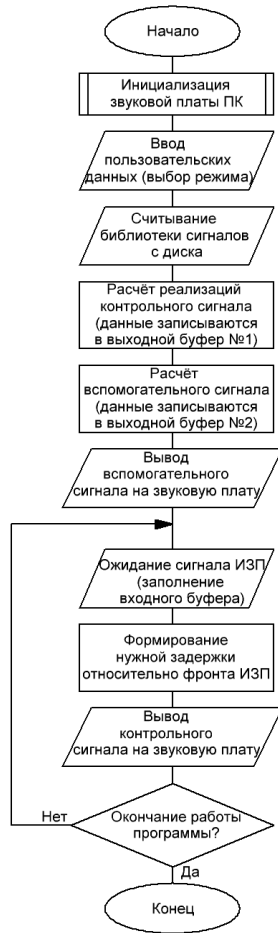 Начало
Инициализация
звуковой платы ПК
Ввод
пользовательских
данных (выбор режима)
Считывание
библиотеки сигналов
с диска
Расчёт реализаций
контрольного сигнала
(данные записываются
в выходной буфер №1)
Расчёт
вспомогательного сигнала
(данные записываются
в выходной буфер №2)
Вывод
вспомогательного
сигнала на звуковую плату
Ожидание сигнала ИЗП
(заполнение
входного буфера)
Формирование
нужной задержки
относительно фронта ИЗП
Вывод
контрольного
сигнала на звуковую плату
Нет
Окончание работы
программы?
Да
Конец